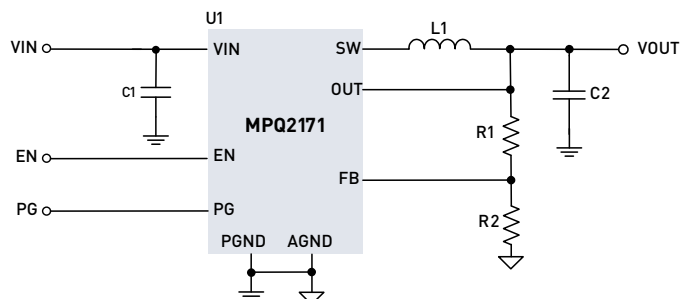 U1
VIN
VIN
SW
L1
VOUT
C1
OUT
C2
MPQ2171
R1
EN
EN
FB
PG
PG
R2
PGND
AGND